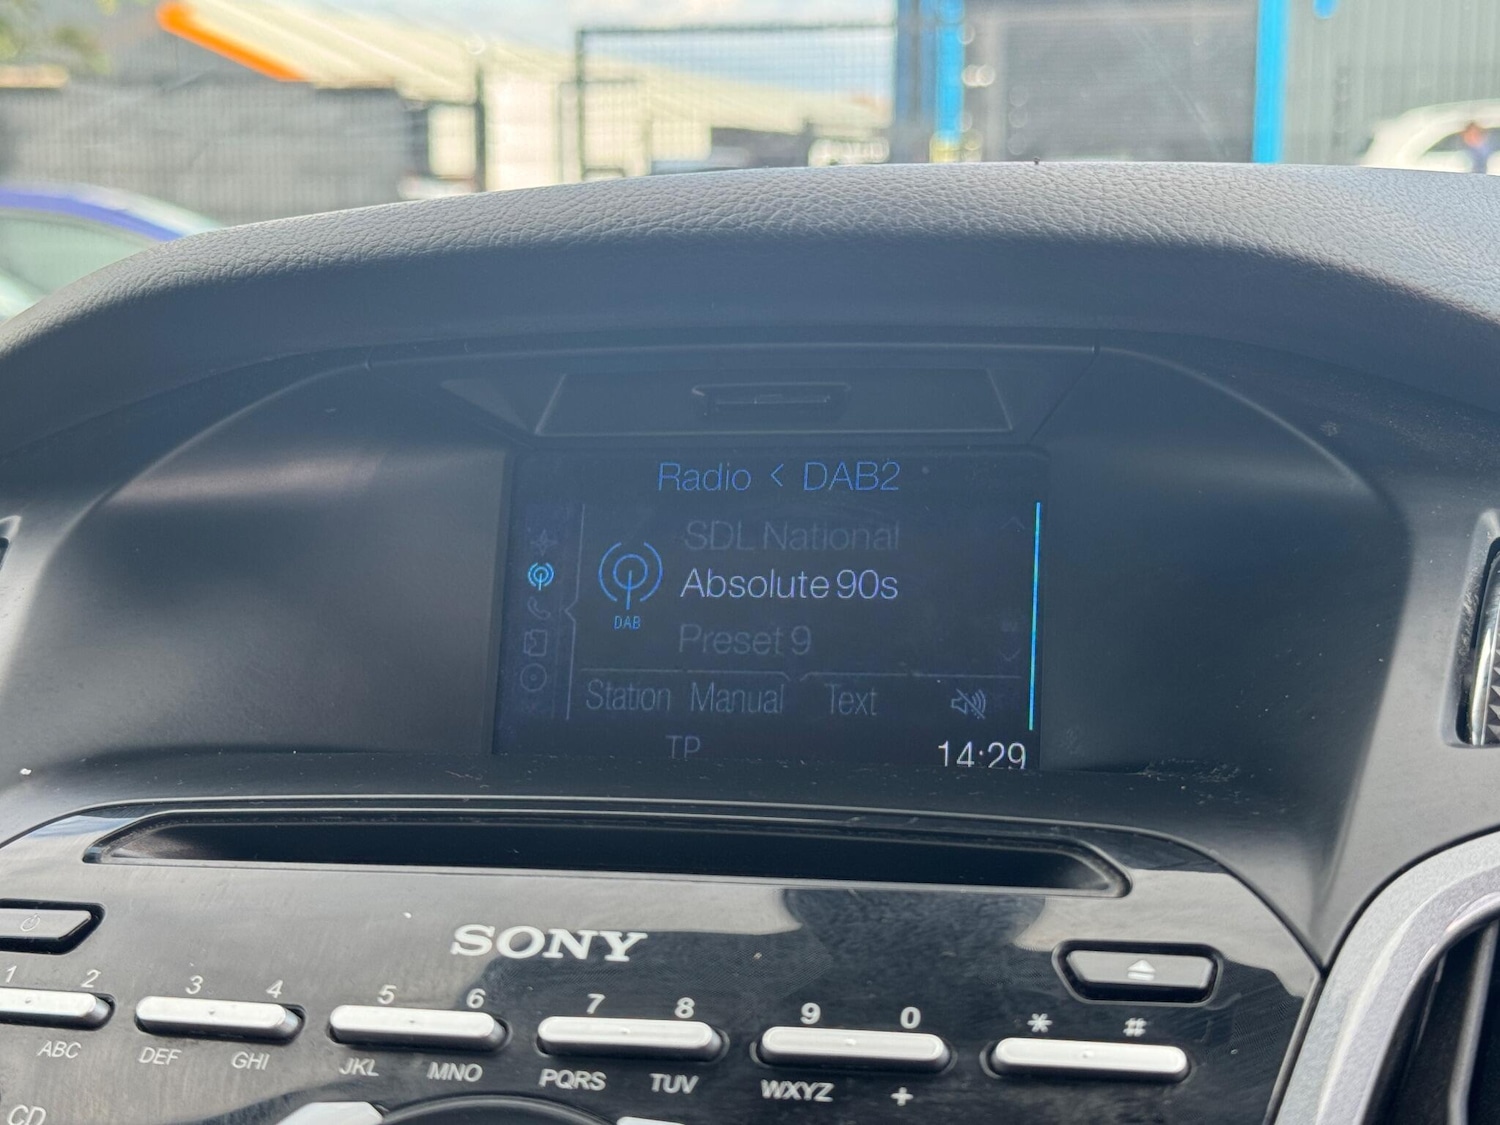 Radio < DAB2
SDL National
Absolute 90s
DAB
Preset 9
Station Manual Text
TP 14:29
SONY
1 2 3 4 5 6 7 8 9 0 * #
ABC DEF GHI JKL MNO PQRS TUV WXYZ +
CD